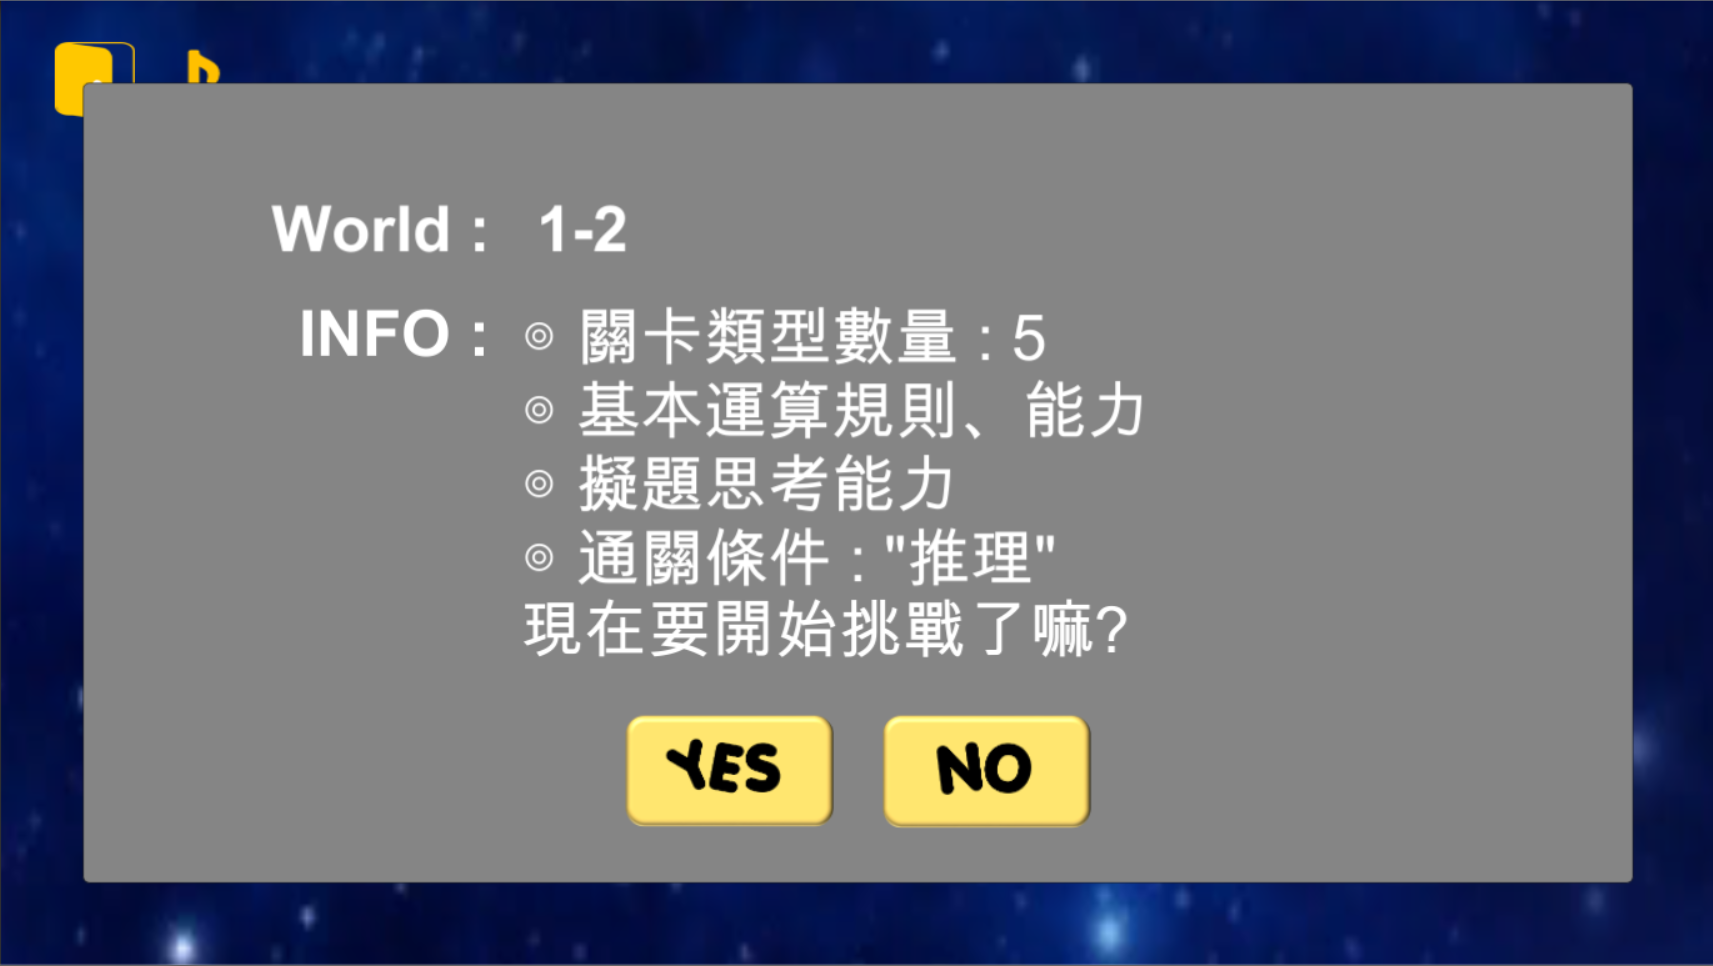 World : 1-2
INFO : ◎ 關卡類型數量 : 5
◎ 基本運算規則、能力
◎ 擬題思考能力
◎ 通關條件 : "推理"
現在要開始挑戰了嘛?
YES NO